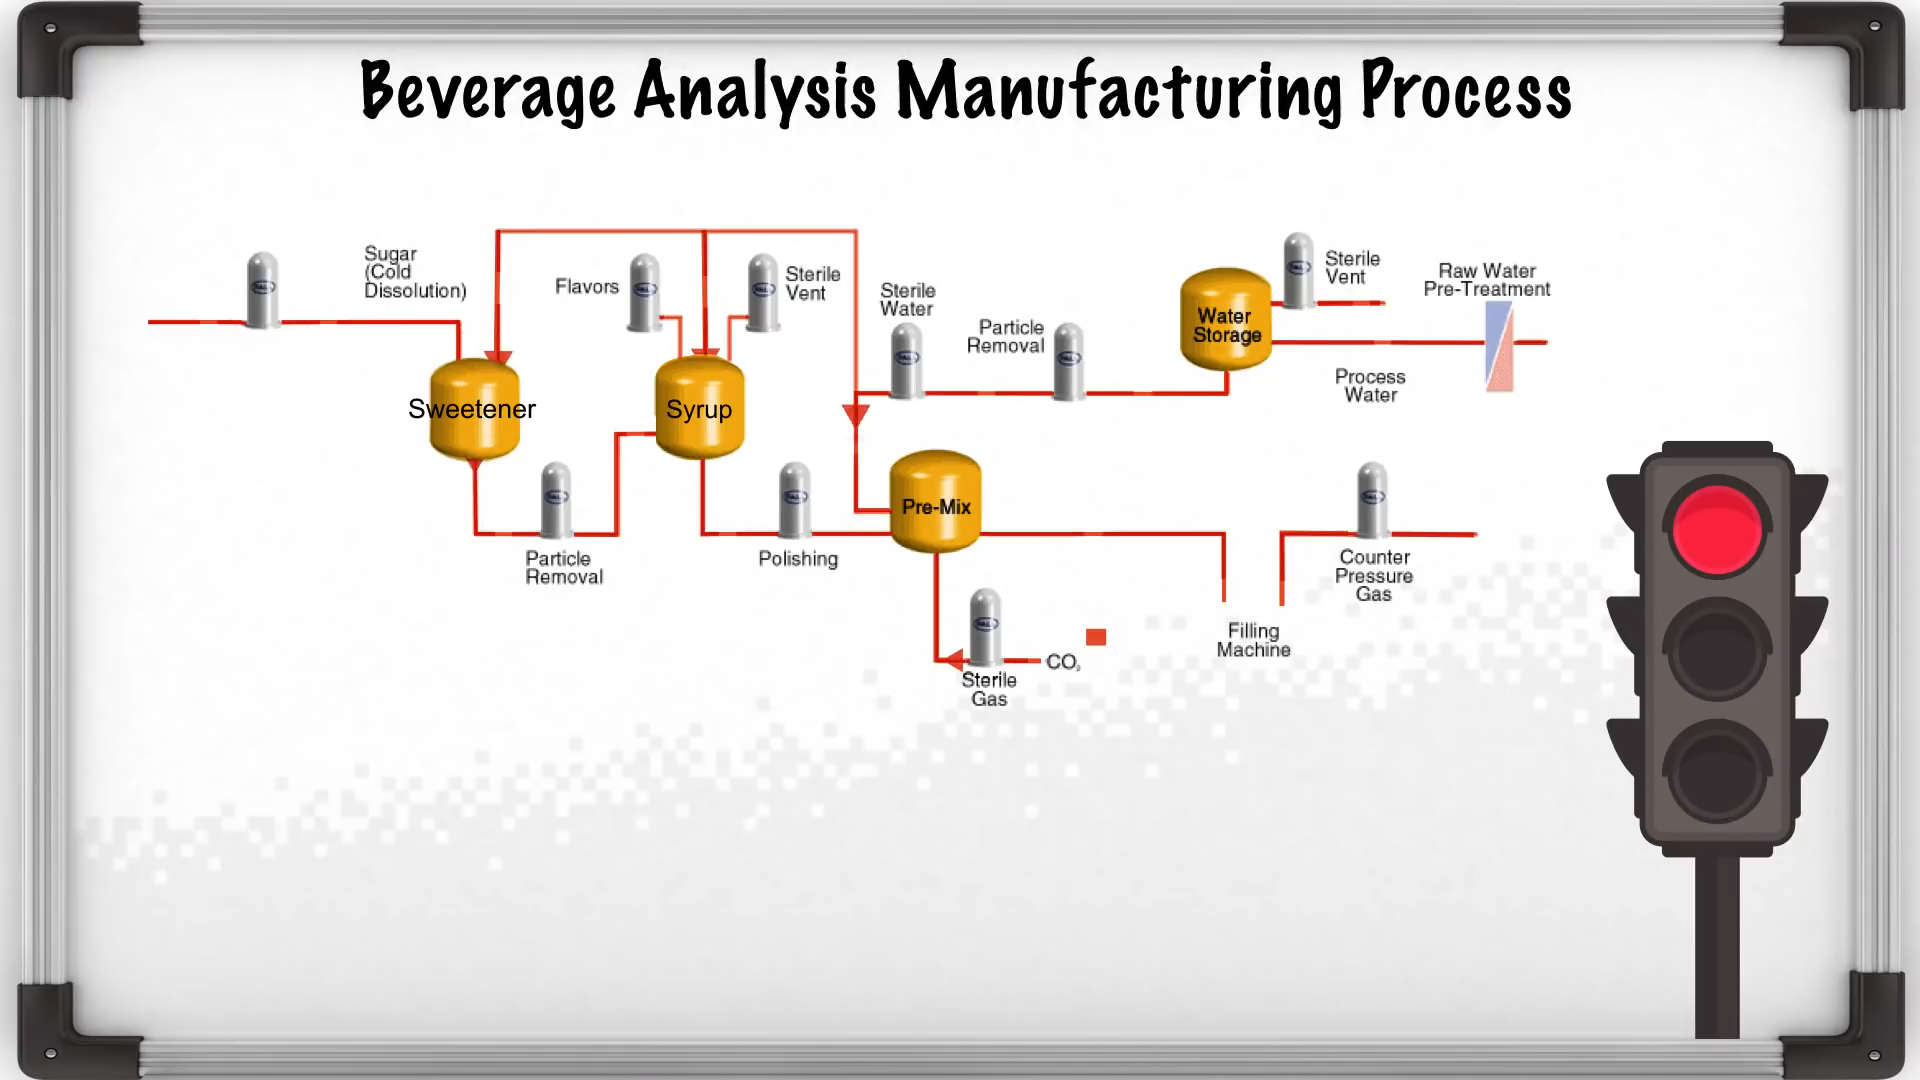 Beverage Analysis Manufacturing Process
Sugar
(Cold
Dissolution)
Flavors
Sterile
Vent
Sterile
Water
Particle
Removal
Water
Storage
Sterile
Vent
Raw Water
Pre-Treatment
Process
Water
Sweetener
Syrup
Pre-Mix
Particle
Removal
Polishing
Counter
Pressure
Gas
Filling
Machine
CO₂
Sterile
Gas